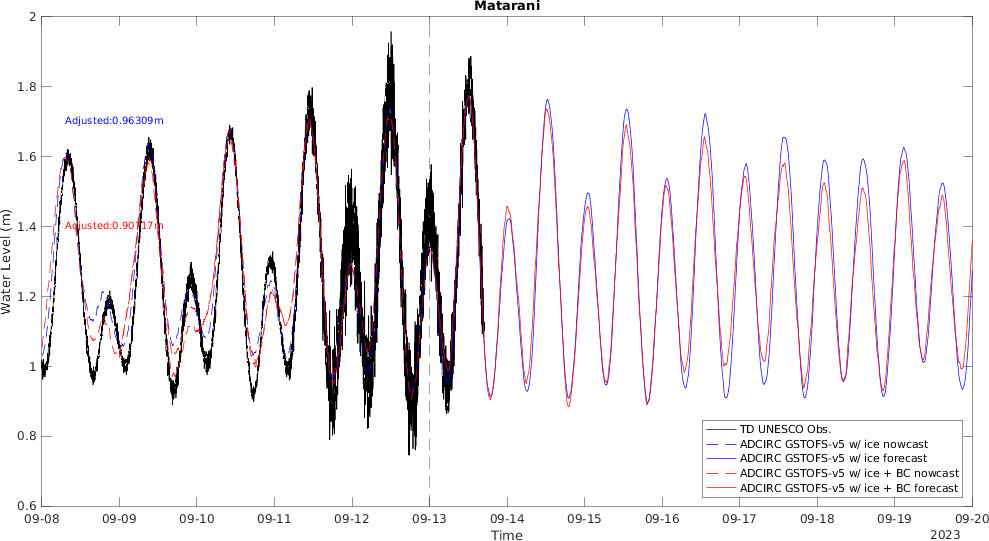 Matarani
2
1.8
1.6
1.4
1.2
1
0.8
0.6
Water Level (m)
Adjusted:0.96309m
Adjusted:0.90717m
TD UNESCO Obs.
ADCIRC GSTOFS-v5 w/ ice nowcast
ADCIRC GSTOFS-v5 w/ ice forecast
ADCIRC GSTOFS-v5 w/ ice + BC nowcast
ADCIRC GSTOFS-v5 w/ ice + BC forecast
09-08 09-09 09-10 09-11 09-12 09-13 09-14 09-15 09-16 09-17 09-18 09-19 09-20
Time
2023